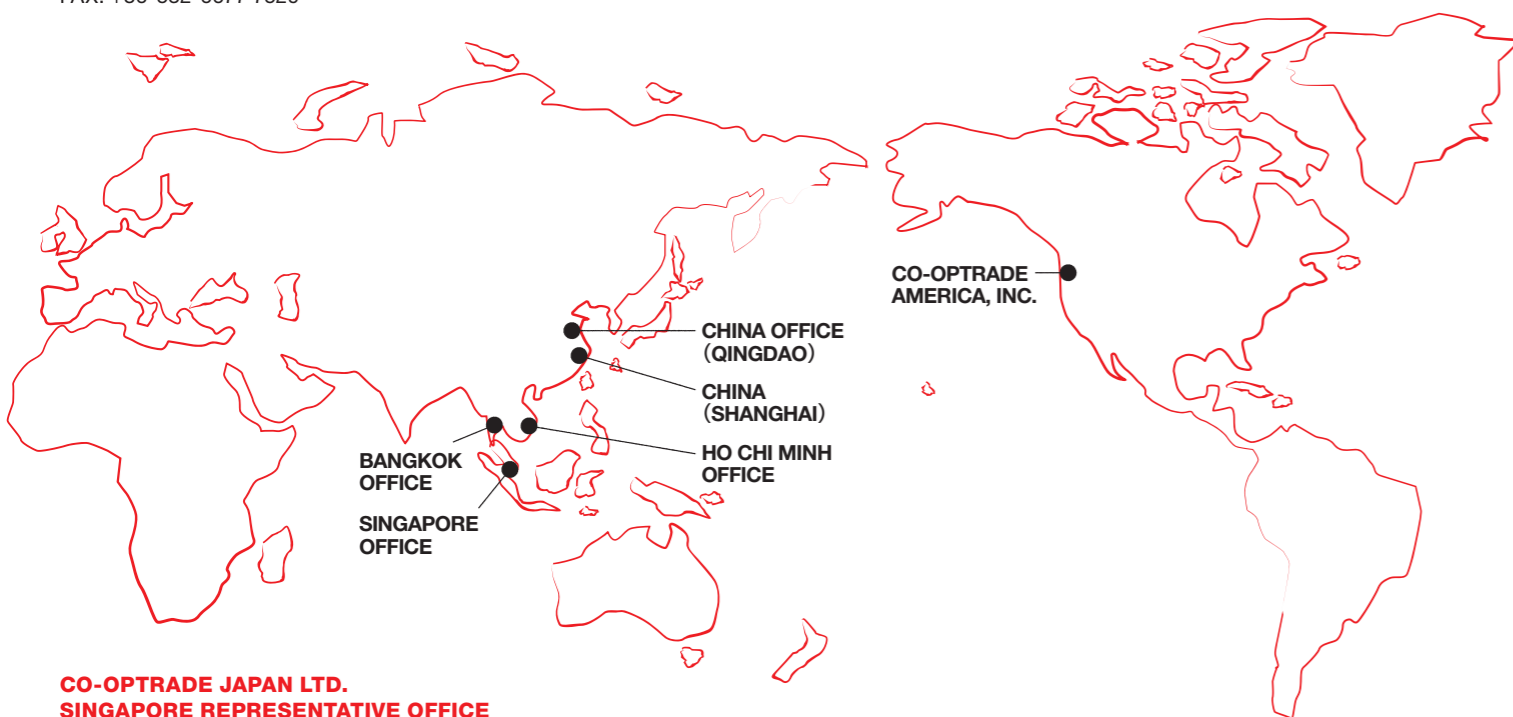 CO-OPTRADE
AMERICA, INC.
CHINA OFFICE
(QINGDAO)
CHINA
(SHANGHAI)
HO CHI MINH
OFFICE
BANGKOK
OFFICE
SINGAPORE
OFFICE
CO-OPTRADE JAPAN LTD.
SINGAPORE REPRESENTATIVE OFFICE